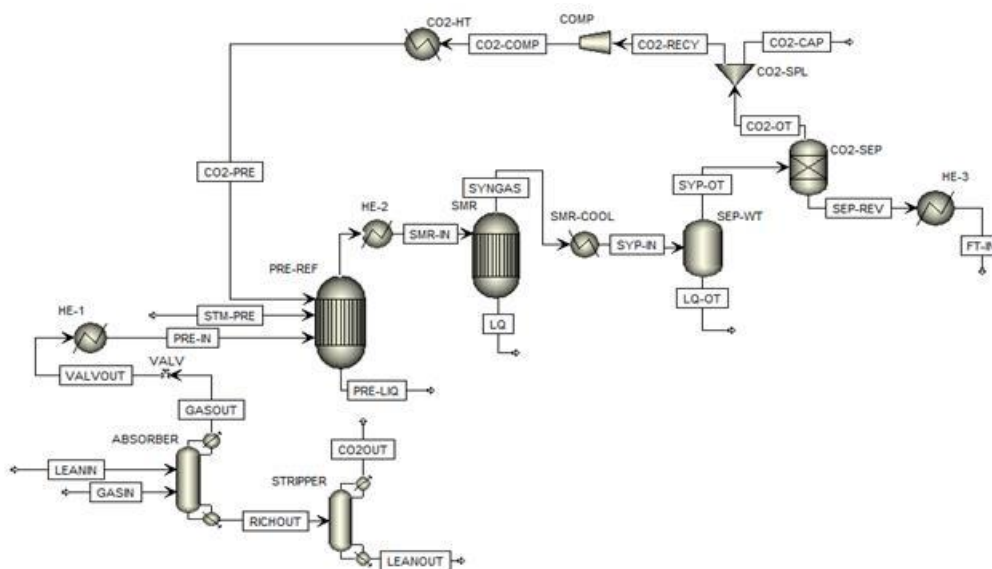 CO2-HT
COMP
CO2-COMP
CO2-RECY
CO2-CAP
CO2-SPL
CO2-OT
CO2-SEP
CO2-PRE
SYNGAS
SYP-OT
HE-3
HE-2
SMR
SEP-WT
SEP-REV
SMR-IN
SMR-COOL
SYP-IN
FT-IN
PRE-REF
HE-1
STM-PRE
LQ-OT
PRE-IN
LQ
VALV
VALVOUT
PRE-LIQ
GASOUT
ABSORBER
CO2OUT
LEANIN
STRIPPER
GASIN
RICHOUT
LEANOUT